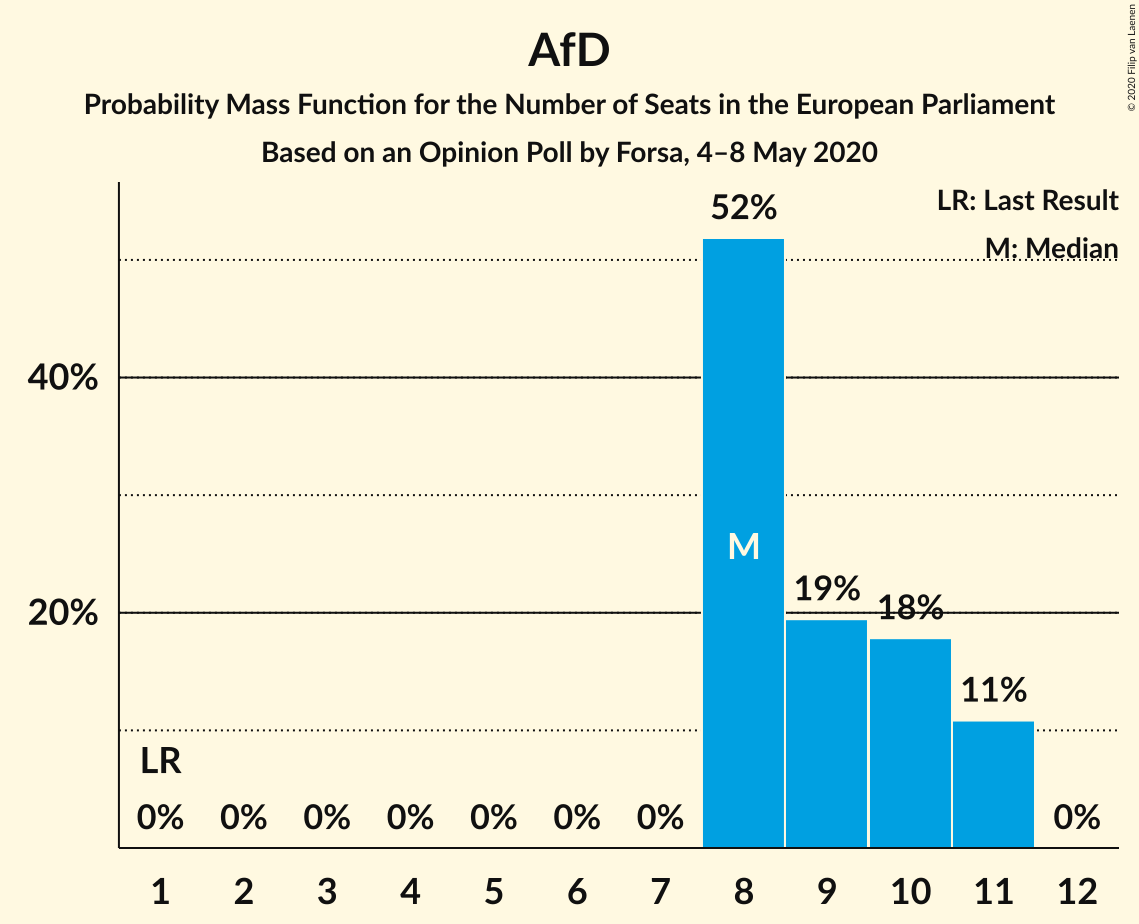 AfD
Probability Mass Function for the Number of Seats in the European Parliament
Based on an Opinion Poll by Forsa, 4–8 May 2020
© 2020 Filip van Laenen
LR: Last Result
M: Median
52%
40%
M
19%
18%
20%
11%
LR
0% 0% 0% 0% 0% 0% 0% 0%
1 2 3 4 5 6 7 8 9 10 11 12